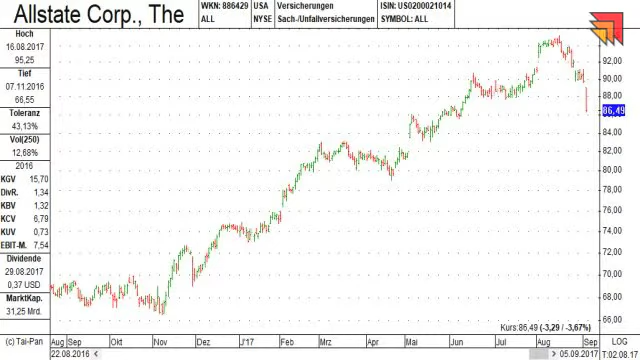 Allstate Corp., The
WKN: 886429 USA Versicherungen ISIN: US0200021014
ALL NYSE Sach-/Unfallversicherungen SYMBOL: ALL
Hoch
16.08.2017
95,25
Tief
07.11.2016
66,55
Toleranz
43,13%
Vol(250)
12,68%
2016
KGV 15,70
DivR. 1,34
KBV 1,32
KCV 6,79
KUV 0,73
EBIT-M. 7,54
Dividende
29.08.2017
0,37 USD
MarktKap.
31,25 Mrd.
92,00
90,00
88,00
86,49
84,00
82,00
80,00
78,00
76,00
74,00
72,00
70,00
68,00
66,00
Kurs:86,49 (-3,29 / -3,67%)
(c) Tai-Pan Aug Sep Okt Nov Dez J'17 Feb Mrz Apr Mai Jun Jul Aug Sep LOG
22.08.2016 05.09.2017 T:02.08.17